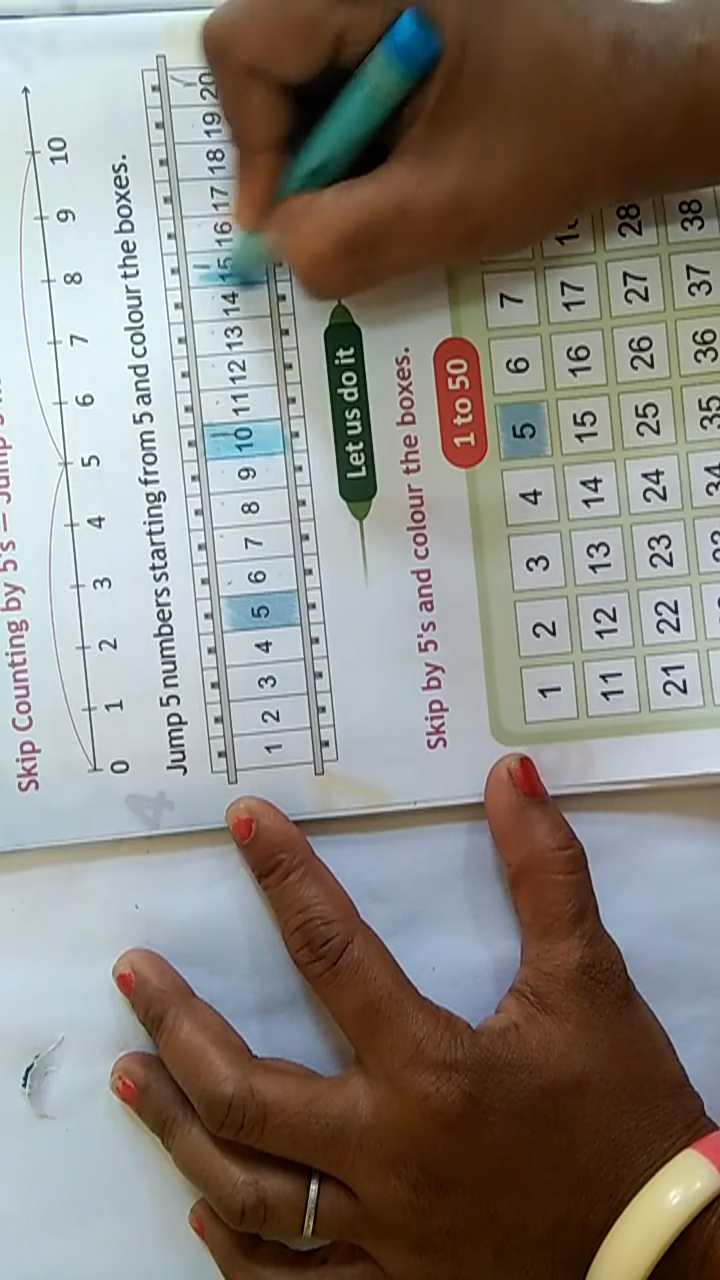 Skip Counting by 5's – Jump 5
0 1 2 3 4 5 6 7 8 9 10
Jump 5 numbers starting from 5 and colour the boxes.
1 2 3 4 5 6 7 8 9 10 11 12 13 14 15 16 17 18 19 20
Let us do it
Skip by 5's and colour the boxes.
1 to 50
1 2 3 4 5 6 7
11 12 13 14 15 16 17
21 22 23 24 25 26 27 28
34 35 36 37 38